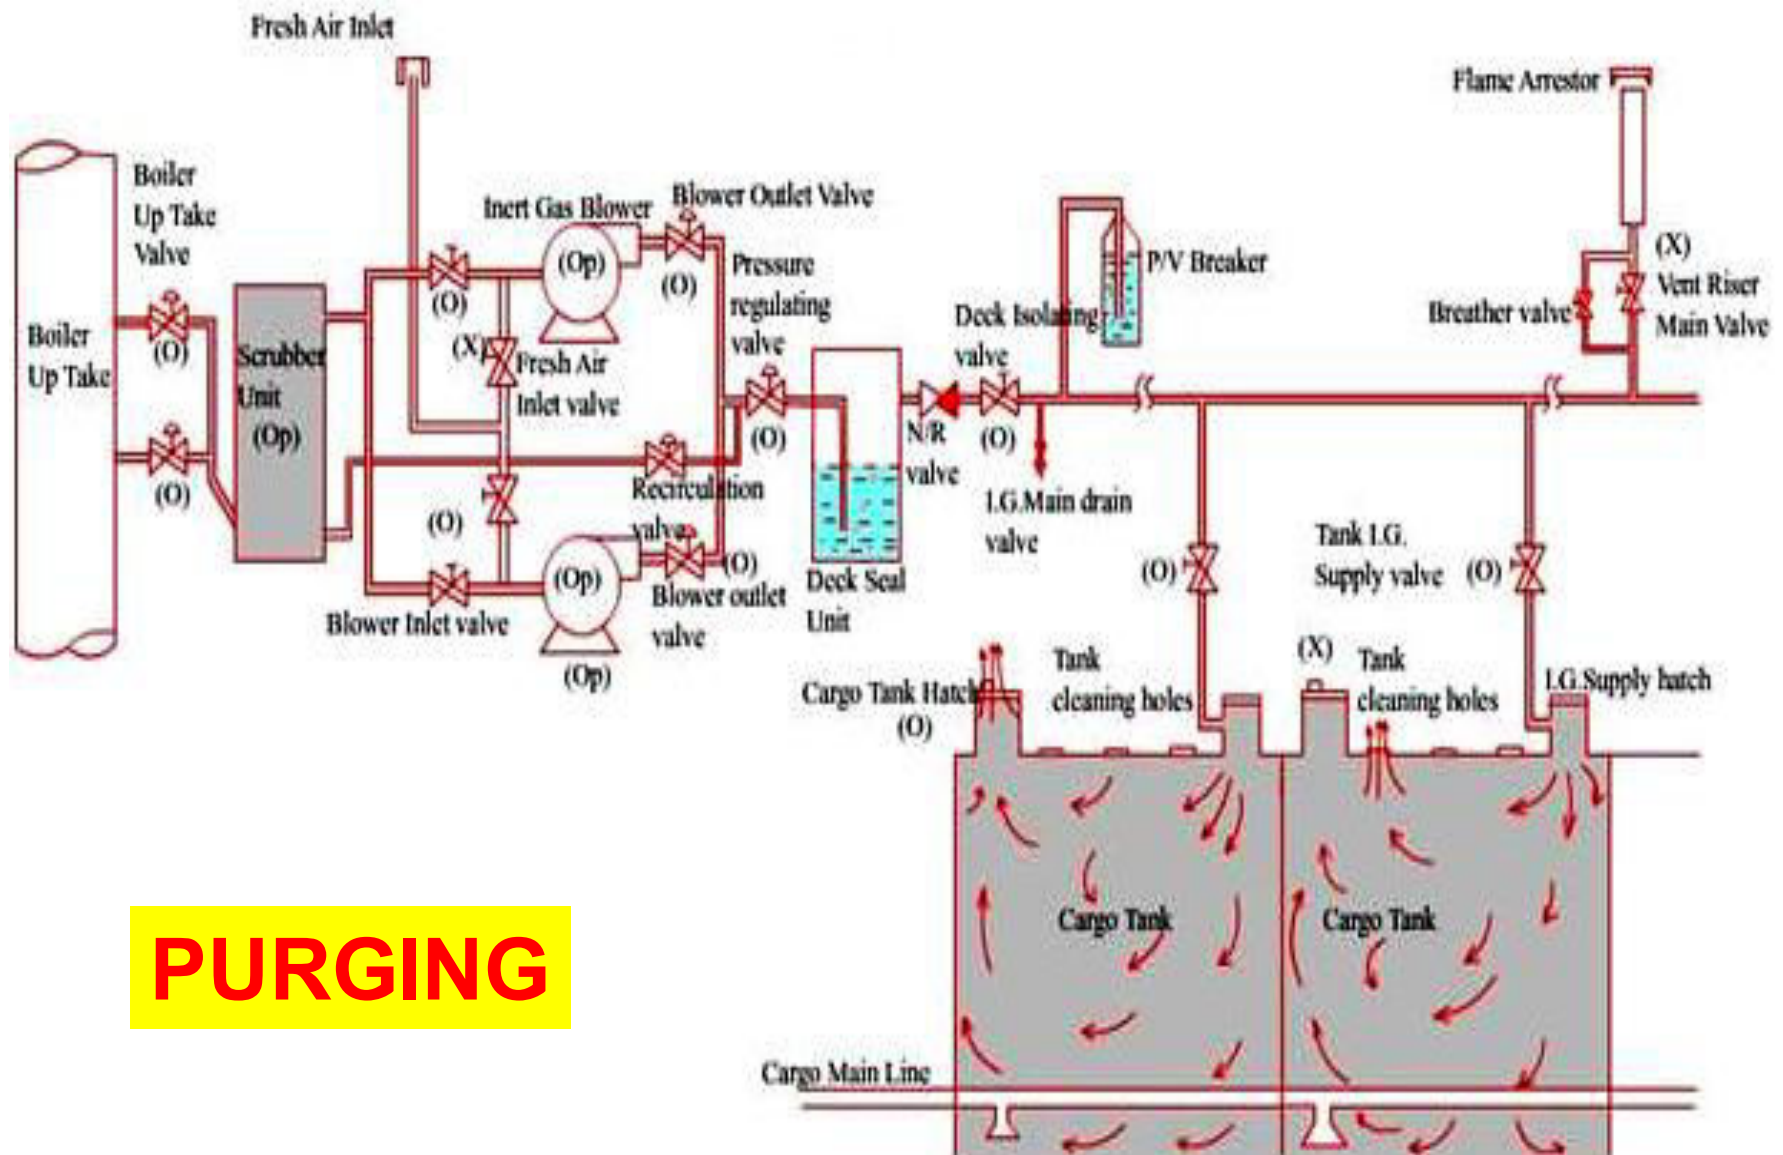 Fresh Air Inlet
Flame Arrestor
Boiler
Up Take
Valve
Inert Gas Blower
Blower Outlet Valve
(Op)
(O)
Pressure
regulating
valve
P/V Breaker
Deck Isolating
valve
(X)
Vent Riser
Main Valve
Breather valve
(O)
Boiler
Up Take
(O)
Scrubber
Unit
(Op)
(X)
Fresh Air
Inlet valve
(O)
N/R
valve
(O)
I.G.Main drain
valve
(O)
(O)
Recirculation
valve
(Op)
(O)
Blower Inlet valve
Blower outlet
valve
(Op)
Deck Seal
Unit
(O)
Tank I.G.
Supply valve
(O)
Cargo Tank Hatch
(O)
Tank
cleaning holes
(X)
Tank
cleaning holes
I.G.Supply hatch
Cargo Tank
Cargo Tank
PURGING
Cargo Main Line